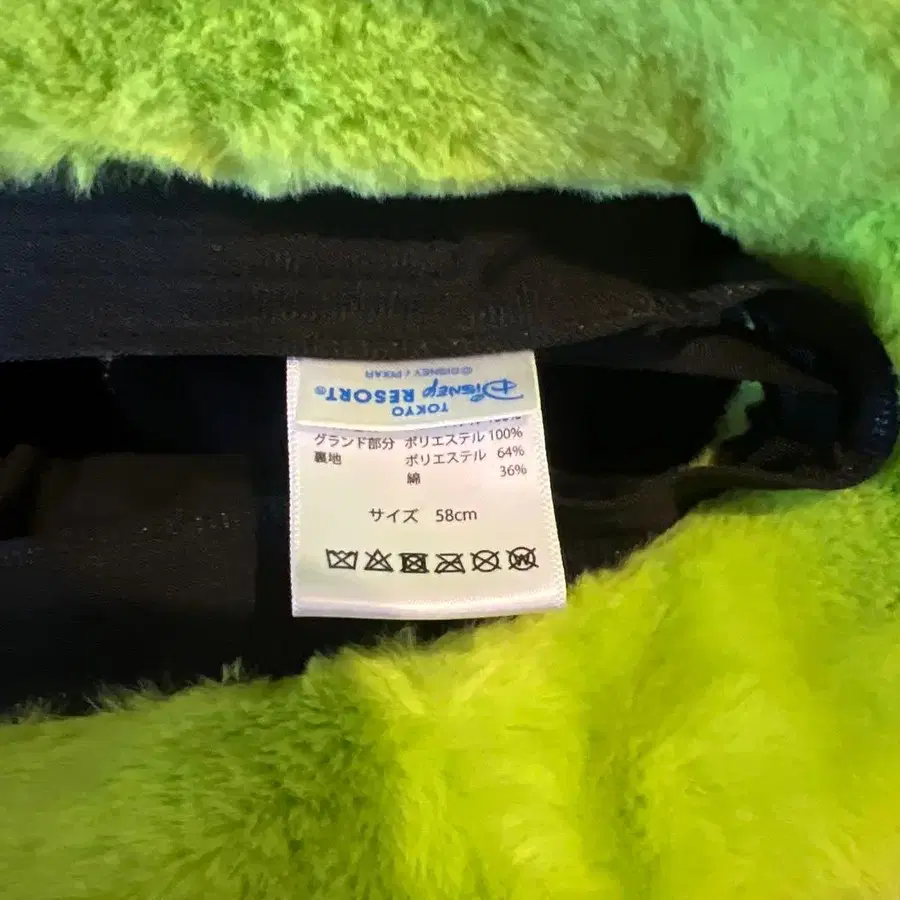 ©DISNEY / PIXAR
Disney RESORT®
TOKYO
100%
グランド部分 ポリエステル 100%
裏地 ポリエステル 64%
綿 36%
サイズ 58cm